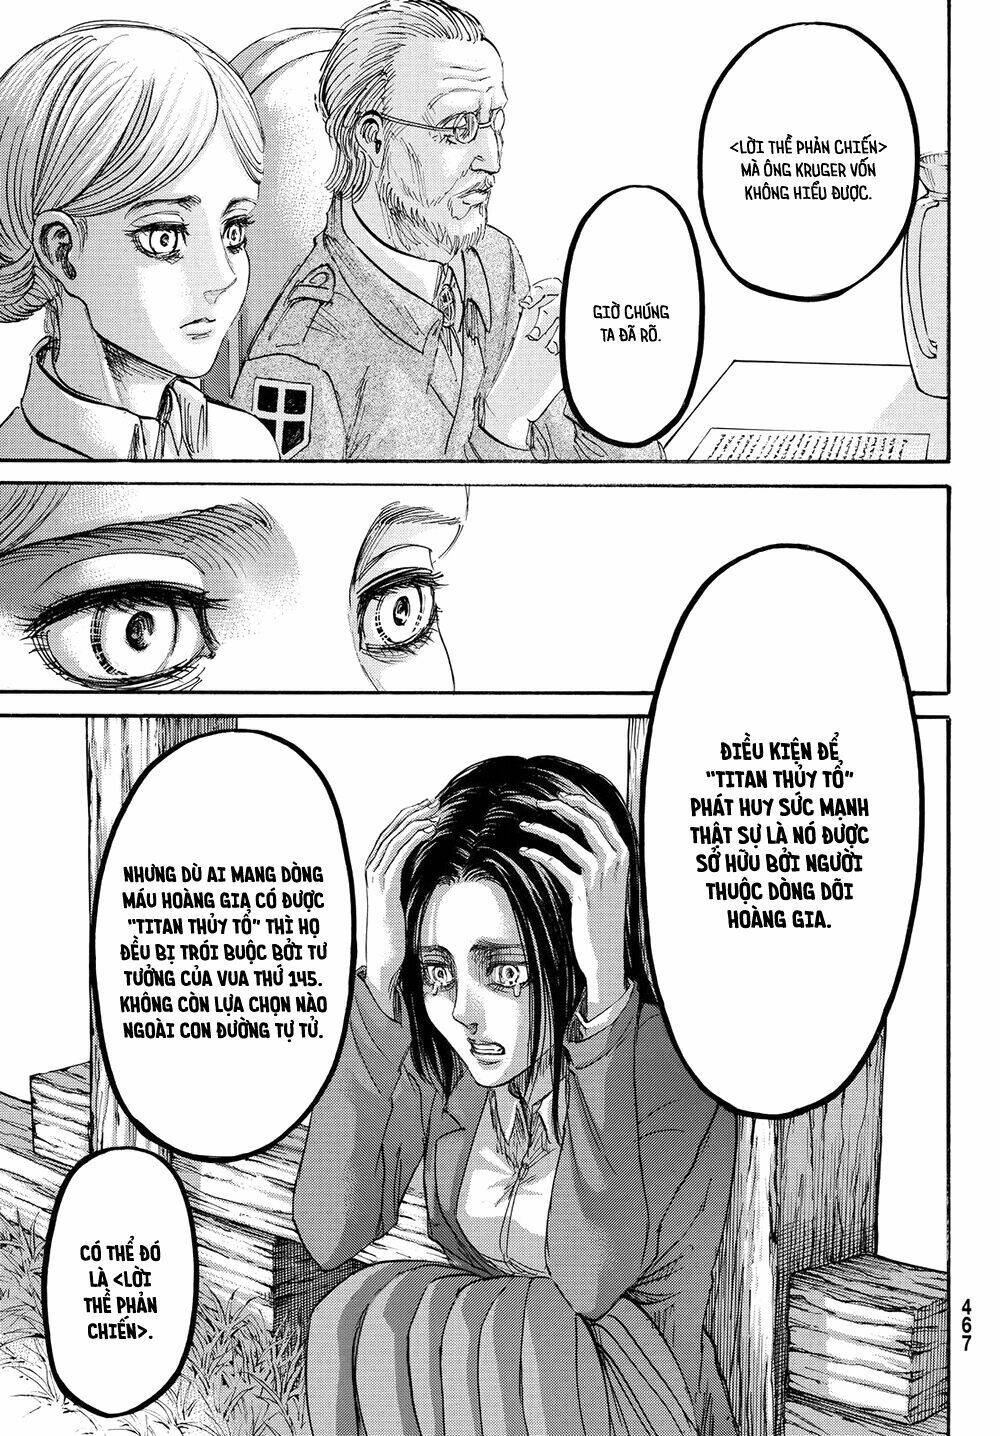 <LỜI THỀ PHẢN CHIẾN>
MÀ ÔNG KRUGER VỐN
KHÔNG HIỂU ĐƯỢC.
GIỜ CHÚNG
TA ĐÃ RÕ.
ĐIỀU KIỆN ĐỂ
"TITAN THỦY TỔ"
PHÁT HUY SỨC MẠNH
THẬT SỰ LÀ NÓ ĐƯỢC
SỞ HỮU BỞI NGƯỜI
THUỘC DÒNG DÕI
HOÀNG GIA.
NHƯNG DÙ AI MANG DÒNG
MÁU HOÀNG GIA CÓ ĐƯỢC
"TITAN THỦY TỔ" THÌ HỌ
ĐỀU BỊ TRÓI BUỘC BỞI TƯ
TƯỞNG CỦA VUA THỨ 145.
KHÔNG CÒN LỰA CHỌN NÀO
NGOÀI CON ĐƯỜNG TỰ TỬ.
CÓ THỂ ĐÓ
LÀ <LỜI
THỀ PHẢN
CHIẾN>.
467